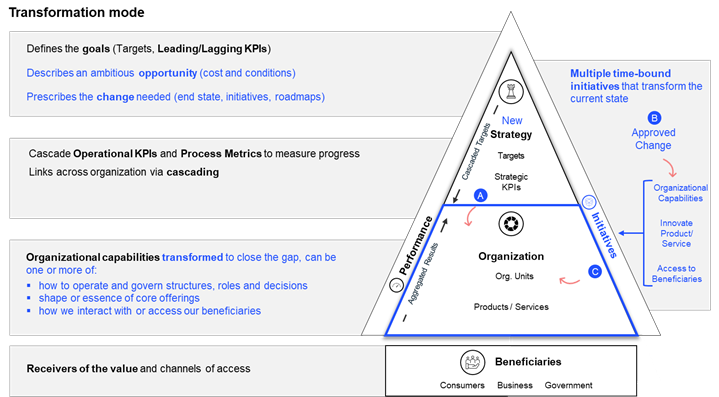 Transformation mode
Defines the goals (Targets, Leading/Lagging KPIs)
Describes an ambitious opportunity (cost and conditions)
Prescribes the change needed (end state, initiatives, roadmaps)
Cascade Operational KPIs and Process Metrics to measure progress
Links across organization via cascading
Organizational capabilities transformed to close the gap, can be
one or more of:
▪ how to operate and govern structures, roles and decisions
▪ shape or essence of core offerings
▪ how we interact with or access our beneficiaries
Receivers of the value and channels of access
New
Strategy
Targets
Strategic
KPIs
Cascaded Targets
A
Performance
Aggregated Results
Organization
Org. Units
Products / Services
C
Initiatives
Beneficiaries
Consumers Business Government
Multiple time-bound
initiatives that transform the
current state
B
Approved
Change
Organizational
Capabilities
Innovate
Product/
Service
Access to
Beneficiaries